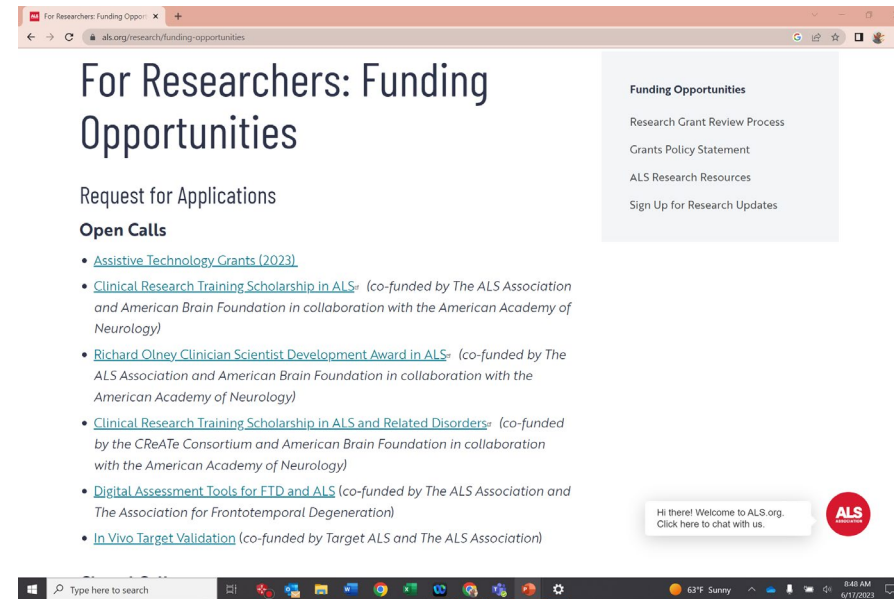 For Researchers: Funding Opport
als.org/research/funding-opportunities
For Researchers: Funding
Opportunities
Request for Applications
Open Calls
• Assistive Technology Grants (2023)
• Clinical Research Training Scholarship in ALS (co-funded by The ALS Association
and American Brain Foundation in collaboration with the American Academy of
Neurology)
• Richard Olney Clinician Scientist Development Award in ALS (co-funded by The
ALS Association and American Brain Foundation in collaboration with the
American Academy of Neurology)
• Clinical Research Training Scholarship in ALS and Related Disorders (co-funded
by the CReATe Consortium and American Brain Foundation in collaboration
with the American Academy of Neurology)
• Digital Assessment Tools for FTD and ALS (co-funded by The ALS Association and
The Association for Frontotemporal Degeneration)
• In Vivo Target Validation (co-funded by Target ALS and The ALS Association)
Funding Opportunities
Research Grant Review Process
Grants Policy Statement
ALS Research Resources
Sign Up for Research Updates
Hi there! Welcome to ALS.org.
Click here to chat with us.
ALS
ASSOCIATION
Type here to search
63°F Sunny
8:48 AM
6/17/2023